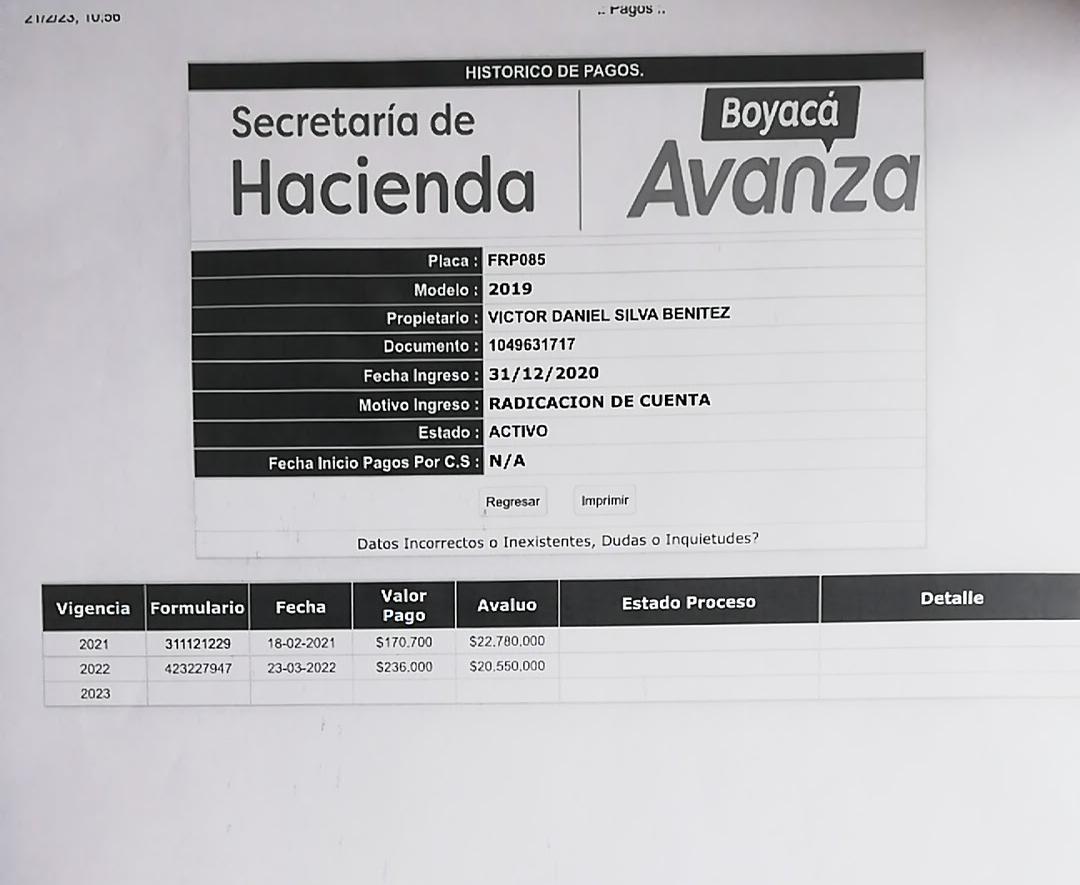 21/2/23, 10:56
.: Pagos :.
HISTORICO DE PAGOS.
Secretaría de
Hacienda
Boyacá
Avanza
Placa : FRP085
Modelo : 2019
Propietario : VICTOR DANIEL SILVA BENITEZ
Documento : 1049631717
Fecha Ingreso : 31/12/2020
Motivo Ingreso : RADICACION DE CUENTA
Estado : ACTIVO
Fecha Inicio Pagos Por C.S : N/A
Regresar Imprimir
Datos Incorrectos o Inexistentes, Dudas o Inquietudes?
Vigencia Formulario Fecha Valor Pago Avaluo Estado Proceso Detalle
2021 311121229 18-02-2021 $170.700 $22.780.000
2022 423227947 23-03-2022 $236.000 $20.550.000
2023